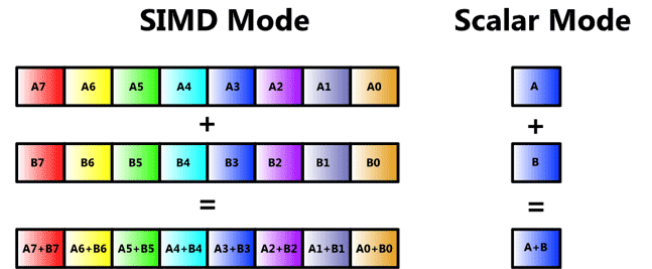 SIMD Mode Scalar Mode
A7 A6 A5 A4 A3 A2 A1 A0 A
+ +
B7 B6 B5 B4 B3 B2 B1 B0 B
= =
A7+B7 A6+B6 A5+B5 A4+B4 A3+B3 A2+B2 A1+B1 A0+B0 A+B